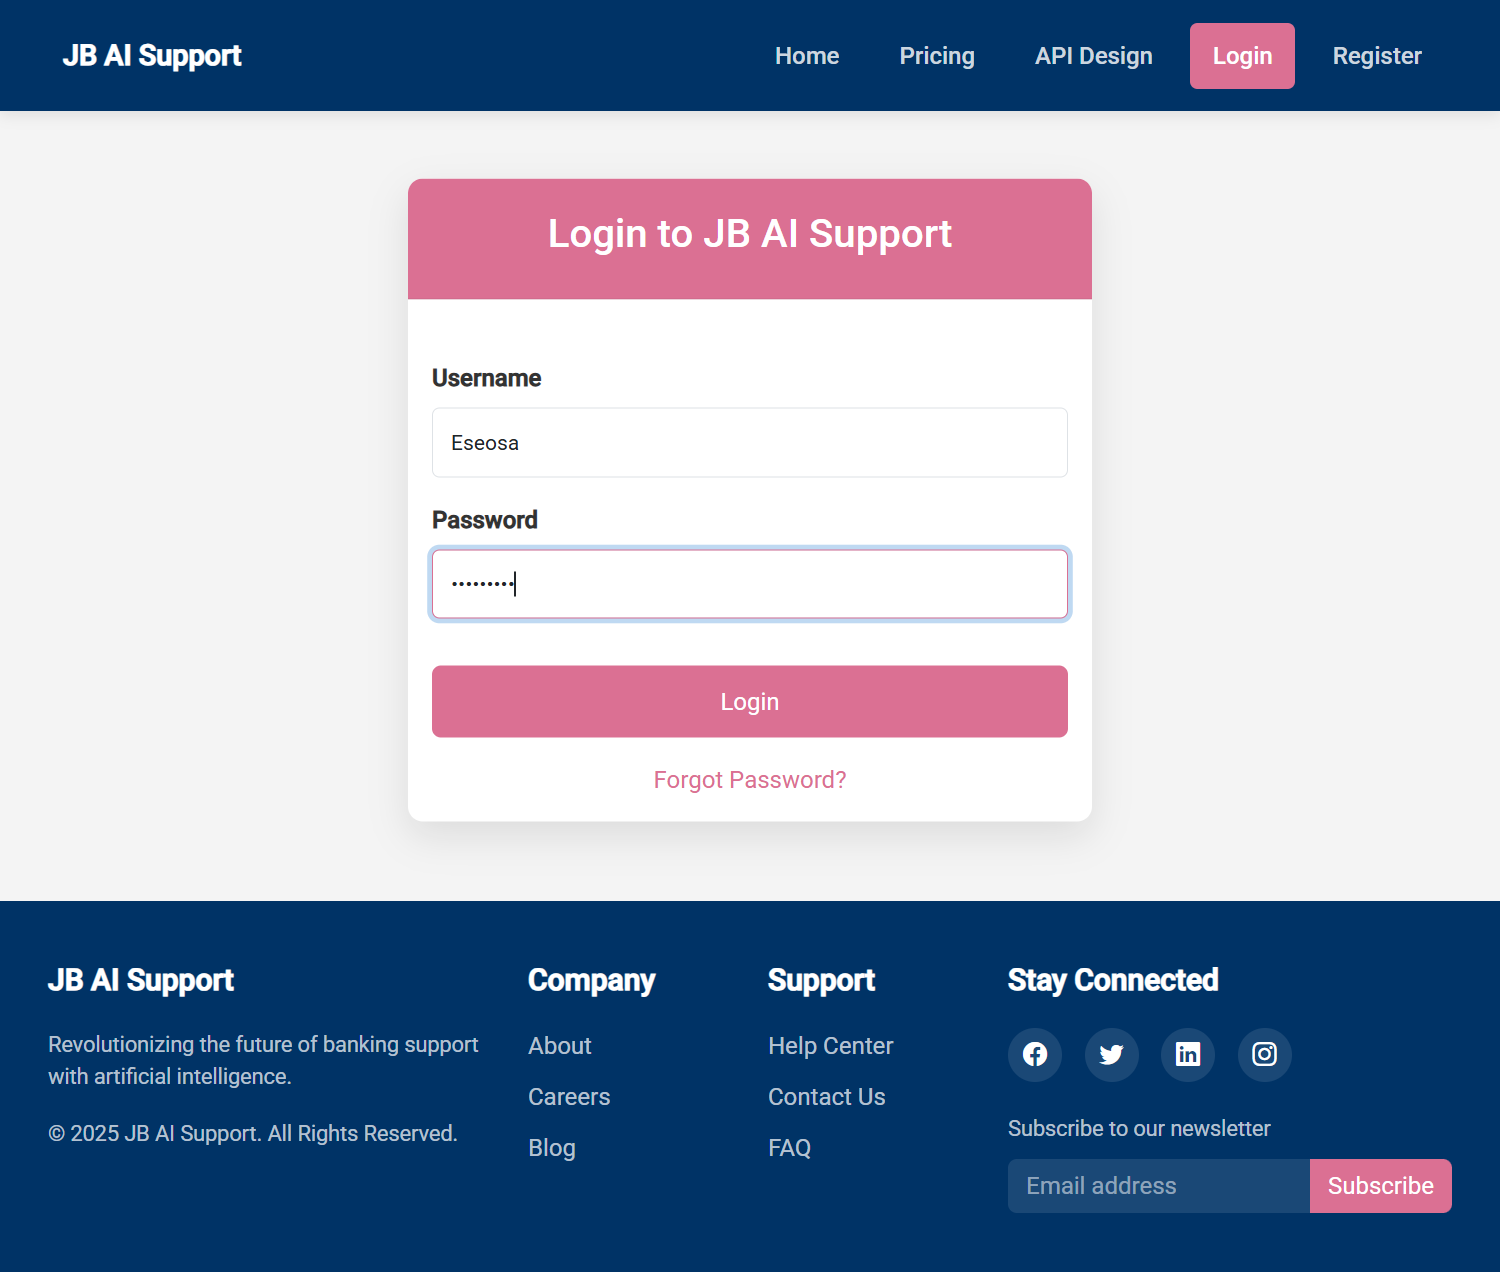 JB AI Support
Home Pricing API Design Login Register
Login to JB AI Support
Username
Eseosa
Password
•••••••••
Login
Forgot Password?
JB AI Support
Revolutionizing the future of banking support
with artificial intelligence.
© 2025 JB AI Support. All Rights Reserved.
Company
About
Careers
Blog
Support
Help Center
Contact Us
FAQ
Stay Connected
Subscribe to our newsletter
Email address Subscribe